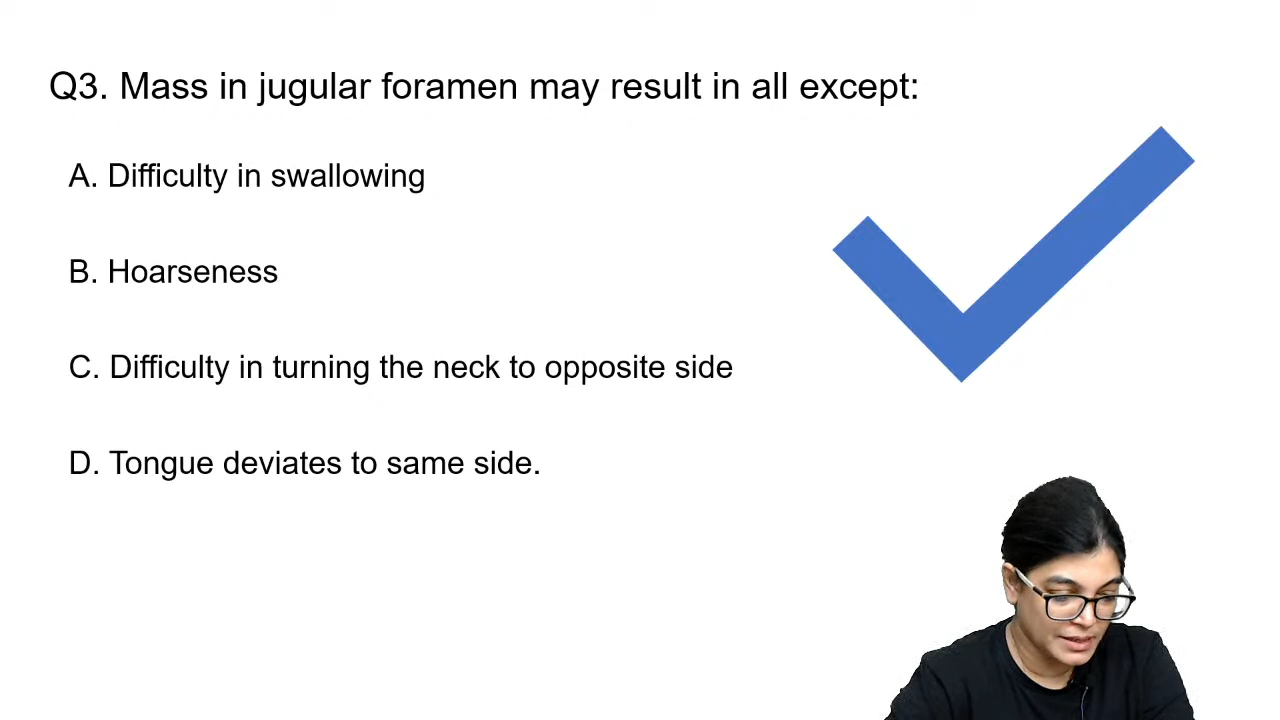 Q3. Mass in jugular foramen may result in all except:
A. Difficulty in swallowing
B. Hoarseness
C. Difficulty in turning the neck to opposite side
D. Tongue deviates to same side.